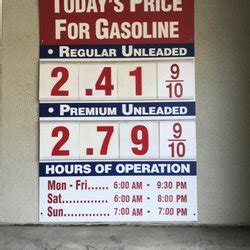 TODAY'S PRICE
FOR GASOLINE
REGULAR UNLEADED
2.41 9/10
PREMIUM UNLEADED
2.79 9/10
HOURS OF OPERATION
Mon - Fri...... 6:00 AM - 9:30 PM
Sat............... 6:00 AM - 8:00 PM
Sun.............. 7:00 AM - 7:00 PM